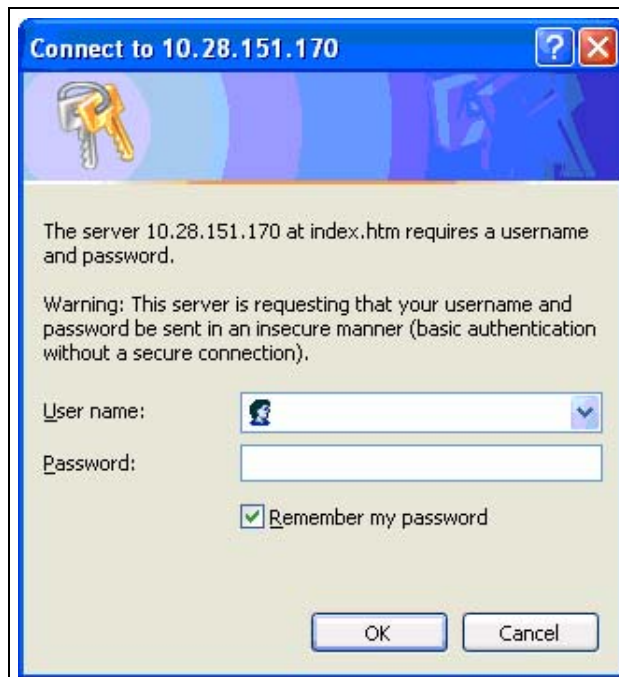 Connect to 10.28.151.170
The server 10.28.151.170 at index.htm requires a username
and password.
Warning: This server is requesting that your username and
password be sent in an insecure manner (basic authentication
without a secure connection).
User name:
Password:
Remember my password
OK Cancel